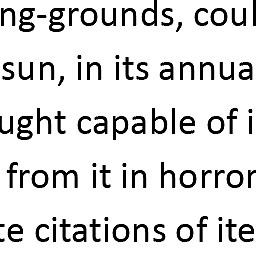 ng-grounds, coul
sun, in its annua
ught capable of i
from it in horror
te citations of ite